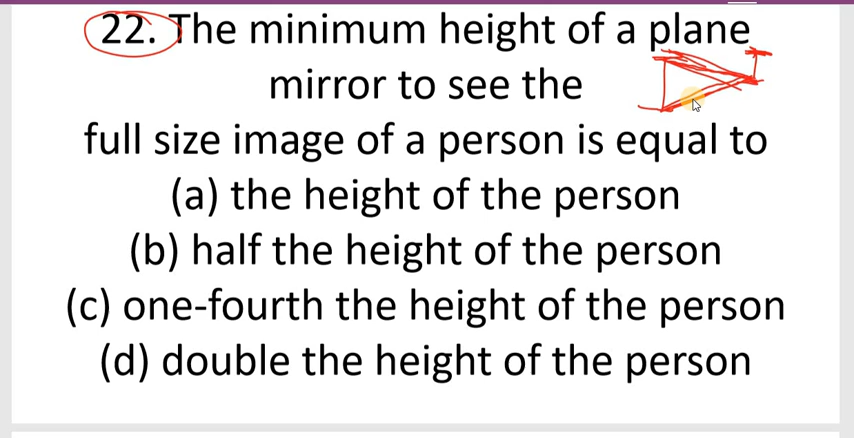 22. The minimum height of a plane
mirror to see the
full size image of a person is equal to
(a) the height of the person
(b) half the height of the person
(c) one-fourth the height of the person
(d) double the height of the person